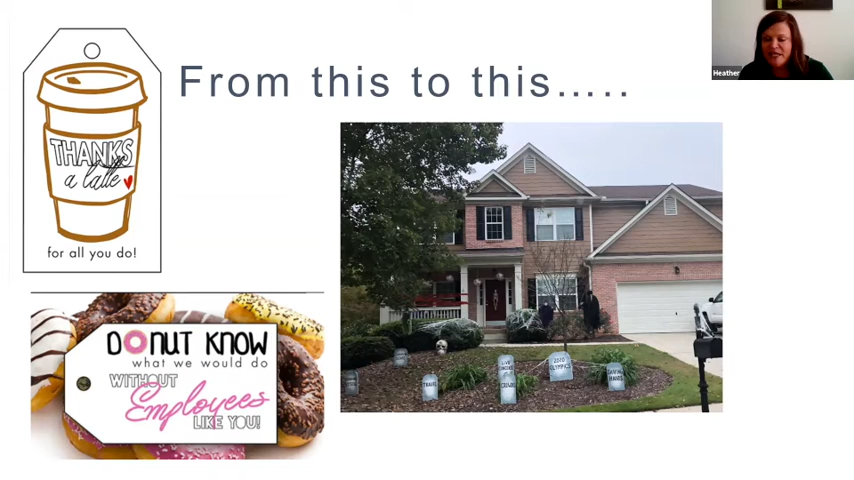 Heather
From this to this.....
THANKS
a latte
for all you do!
DONUT KNOW
what we would do
WITHOUT
Employees
LIKE YOU!
TRAVEL
LIVE
CONCERTS
CROWDS
2020
OLYMPICS
SHAKING
HANDS